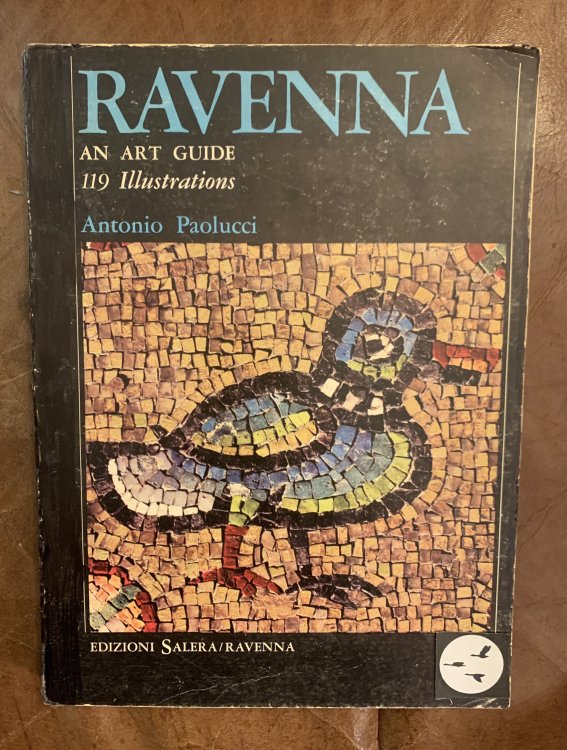 RAVENNA
AN ART GUIDE
119 Illustrations
Antonio Paolucci
EDIZIONI SALERA/RAVENNA